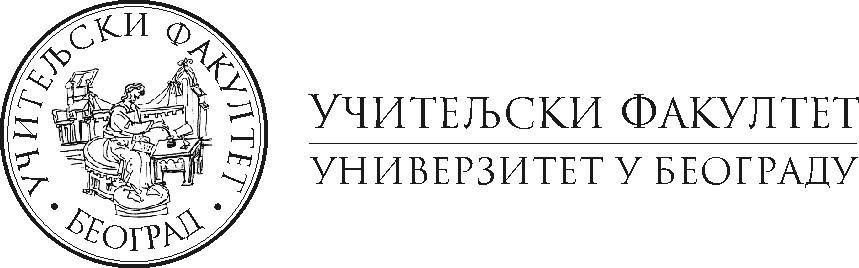 УЧИТЕЉСКИ ФАКУЛТЕТ
БЕОГРАД
УЧИТЕЉСКИ ФАКУЛТЕТ
УНИВЕРЗИТЕТ У БЕОГРАДУ